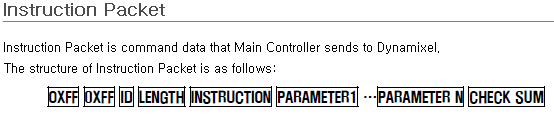 Instruction Packet
Instruction Packet is command data that Main Controller sends to Dynamixel.
The structure of Instruction Packet is as follows:
0XFF 0XFF ID LENGTH INSTRUCTION PARAMETER1 ···PARAMETER N CHECK SUM